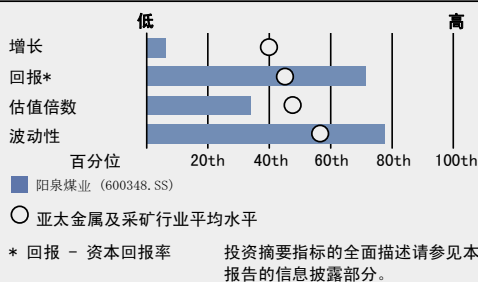 低 高
增长
回报*
估值倍数
波动性
百分位 20th 40th 60th 80th 100th
阳泉煤业 (600348.SS)
亚太金属及采矿行业平均水平
* 回报 - 资本回报率 投资摘要指标的全面描述请参见本
报告的信息披露部分。